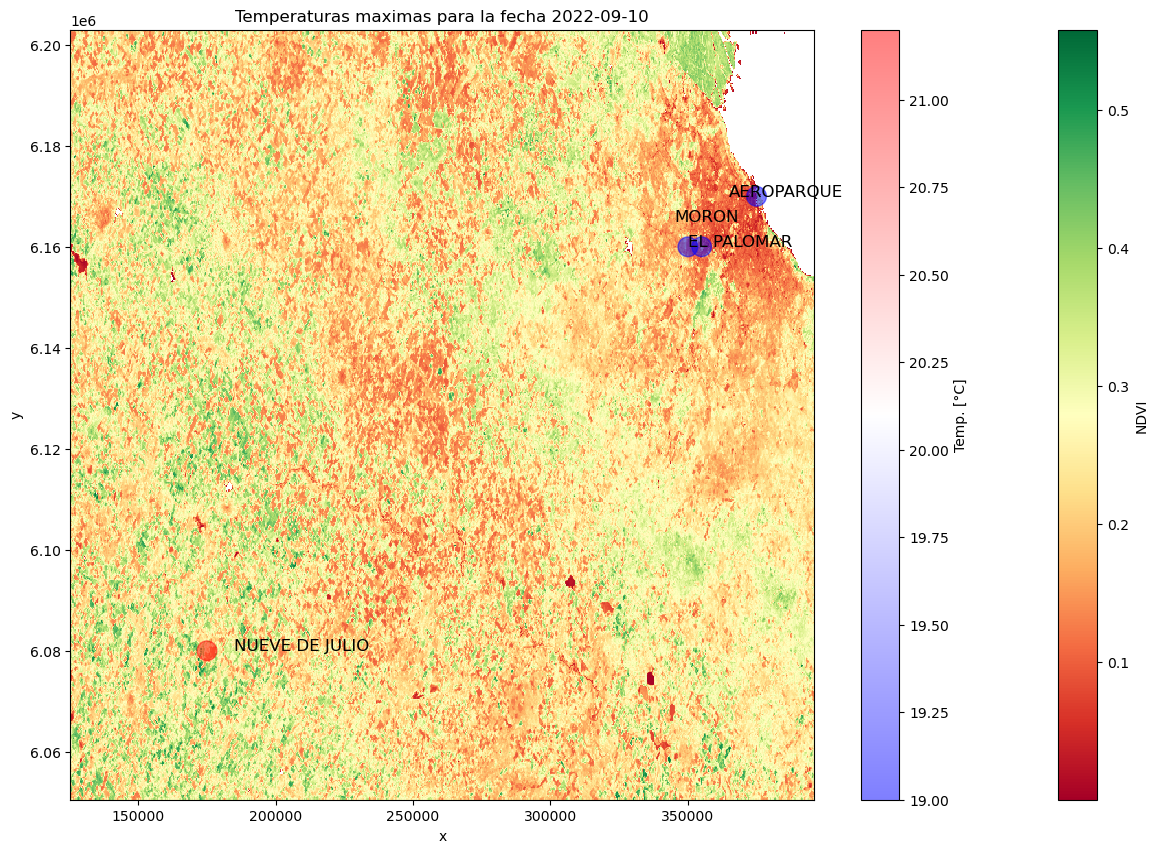 Temperaturas maximas para la fecha 2022-09-10
1e6
6.20
6.18
6.16
6.14
6.12
6.10
6.08
6.06
y
150000
200000
250000
300000
350000
x
AEROPARQUE
MORON
EL PALOMAR
NUEVE DE JULIO
21.00
20.75
20.50
20.25
20.00
19.75
19.50
19.25
19.00
Temp. [°C]
0.5
0.4
0.3
0.2
0.1
NDVI